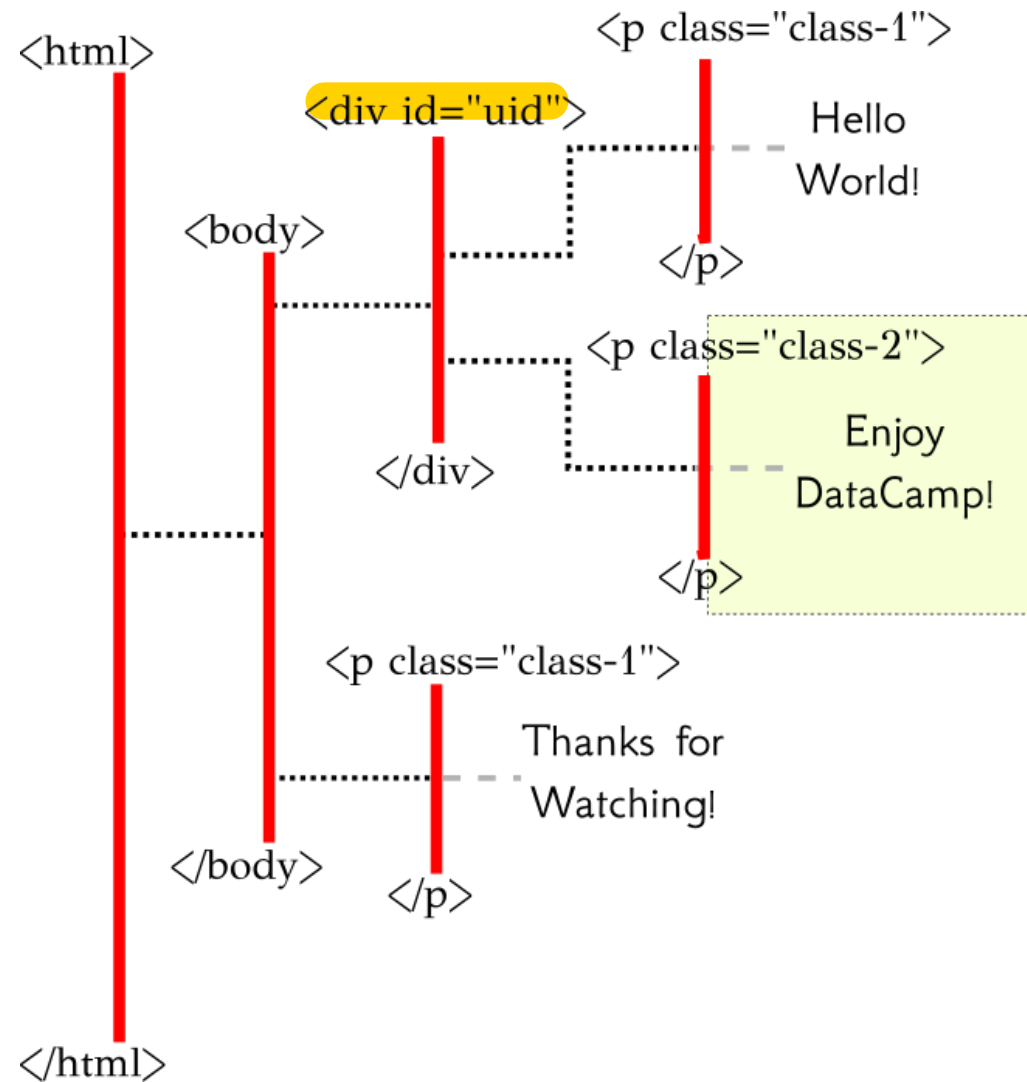 <html>
<body>
<div id="uid">
<p class="class-1">
Hello
World!
</p>
<p class="class-2">
Enjoy
DataCamp!
</p>
</div>
<p class="class-1">
Thanks for
Watching!
</p>
</body>
</html>